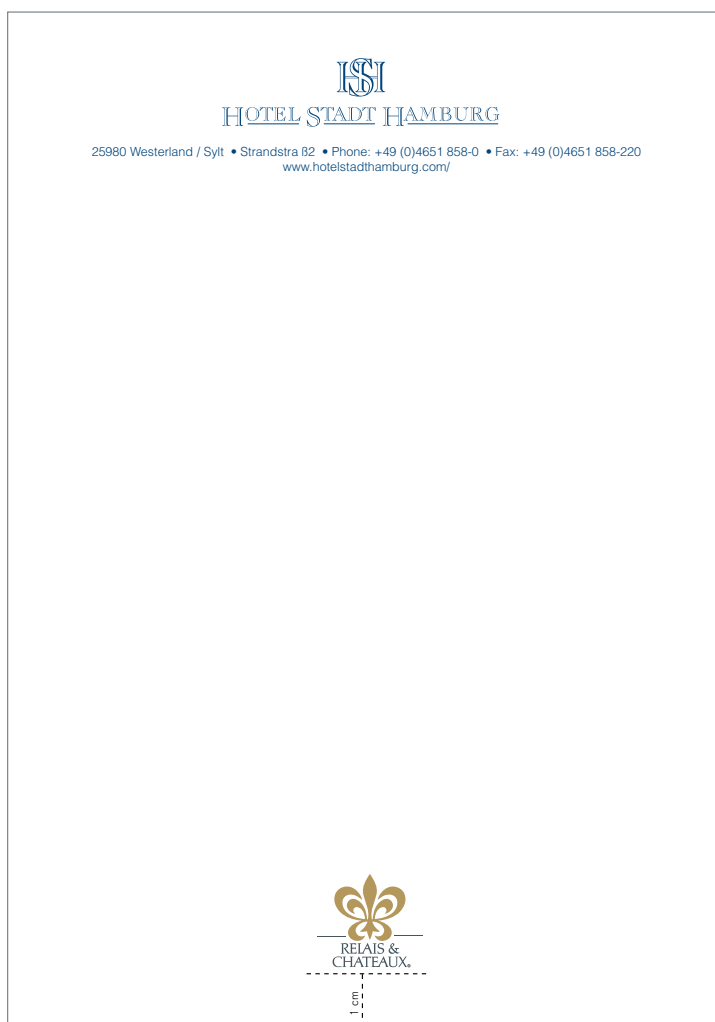 HSH
HOTEL STADT HAMBURG
25980 Westerland / Sylt • Strandstra ß2 • Phone: +49 (0)4651 858-0 • Fax: +49 (0)4651 858-220
www.hotelstadthamburg.com/
RELAIS &
CHATEAUX®
1 cm